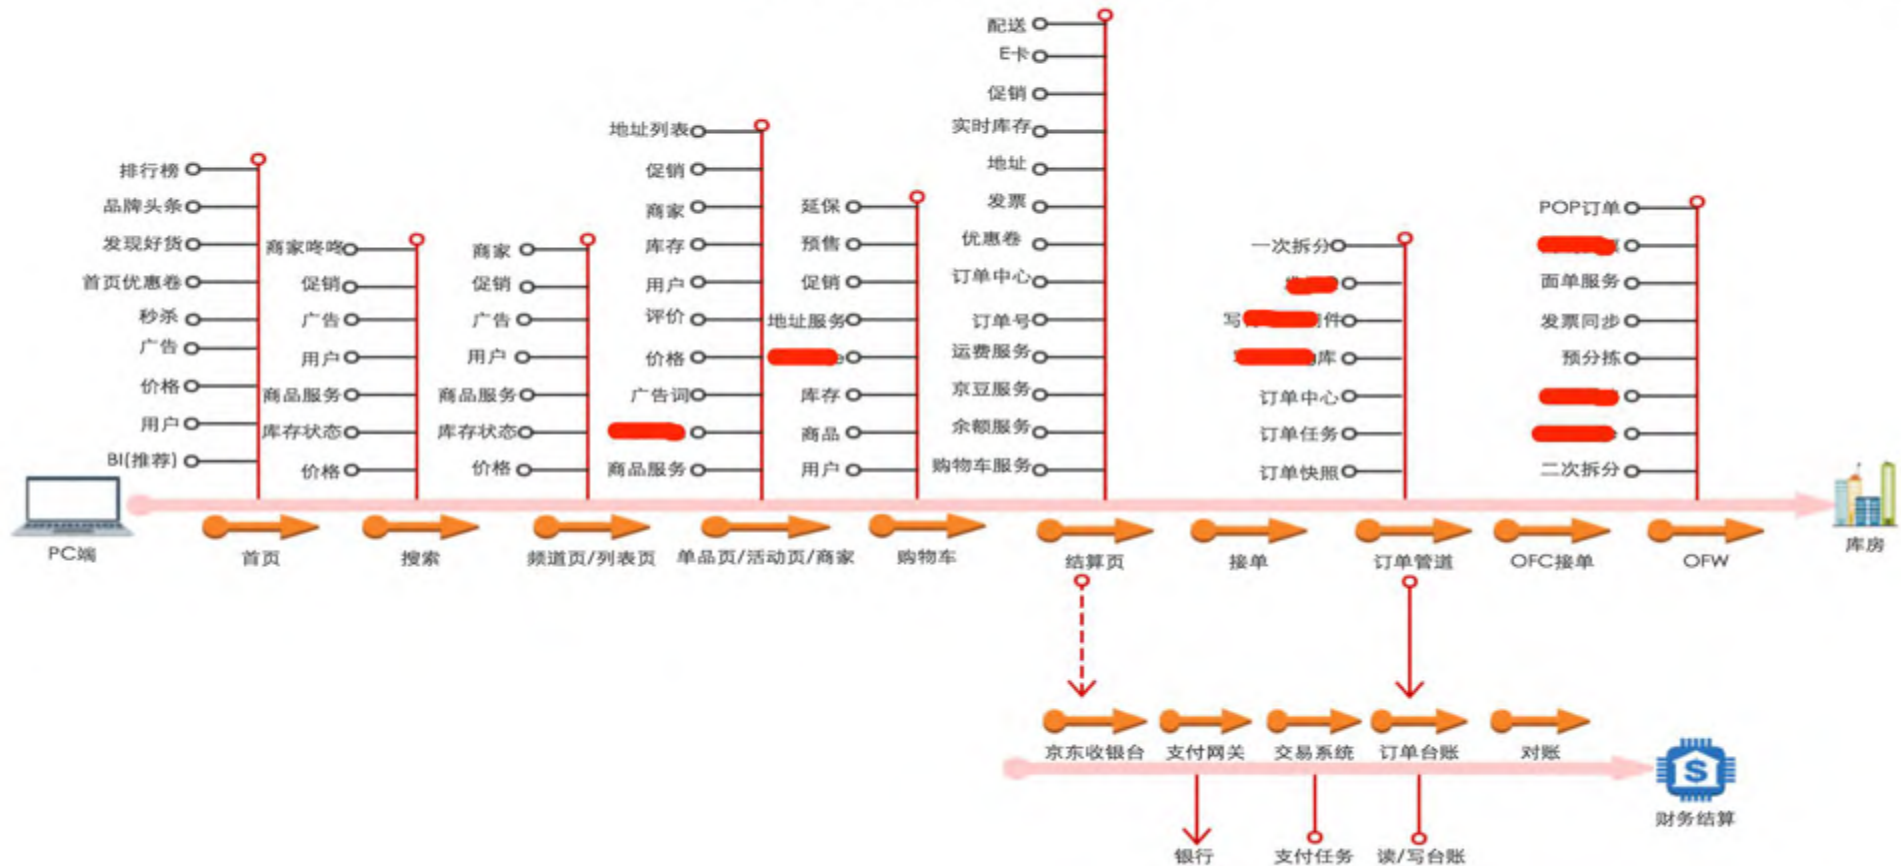 排行榜
品牌头条
发现好货
首页优惠卷
秒杀
广告
价格
用户
BI(推荐)
商家咚咚
促销
广告
用户
商品服务
库存状态
价格
商家
促销
广告
用户
商品服务
库存状态
价格
地址列表
促销
商家
库存
用户
评价
价格
广告词
商品服务
延保
预售
促销
地址服务
库存
商品
用户
配送
E卡
促销
实时库存
地址
发票
优惠卷
订单中心
订单号
运费服务
京豆服务
余额服务
购物车服务
一次拆分
写
件
库
订单中心
订单任务
订单快照
POP订单
面单服务
发票同步
预分拣
二次拆分
PC端
首页
搜索
频道页/列表页
单品页/活动页/商家
购物车
结算页
接单
订单管道
OFC接单
OFW
库房
京东收银台
支付网关
交易系统
订单台账
对账
财务结算
银行
支付任务
读/写台账